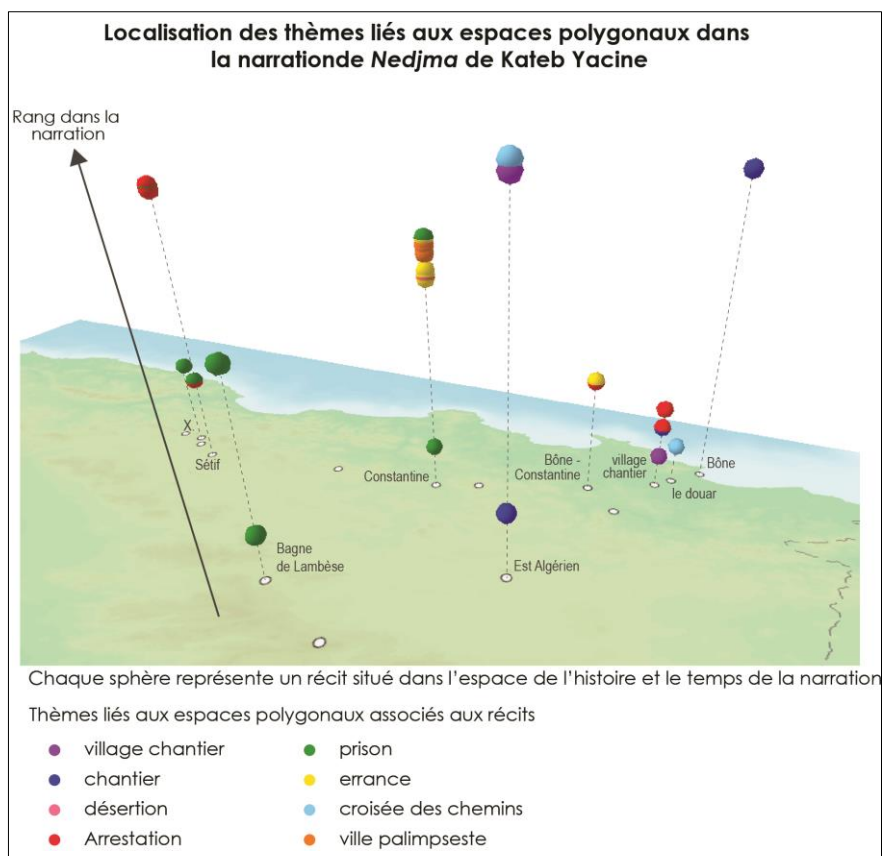 Localisation des thèmes liés aux espaces polygonaux dans
la narrationde Nedjma de Kateb Yacine
Rang dans la
narration
X
Sétif
Constantine
Bône -
Constantine
village
chantier
Bône
le douar
Bagne
de Lambèse
Est Algérien
Chaque sphère représente un récit situé dans l'espace de l'histoire et le temps de la narration
Thèmes liés aux espaces polygonaux associés aux récits
village chantier
prison
chantier
errance
désertion
croisée des chemins
Arrestation
ville palimpseste